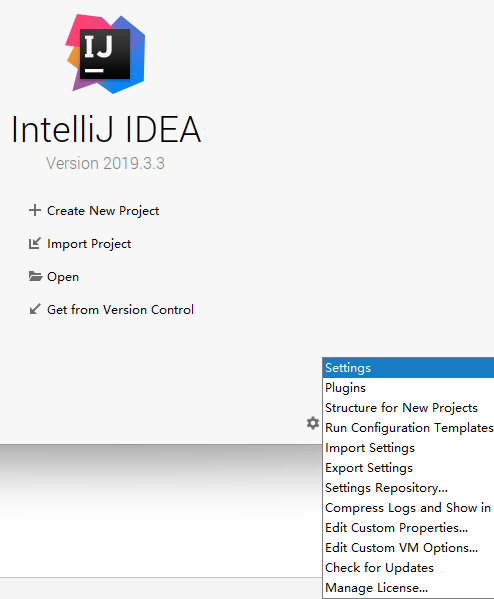 IJ
IntelliJ IDEA
Version 2019.3.3
Create New Project
Import Project
Open
Get from Version Control
Settings
Plugins
Structure for New Projects
Run Configuration Templates
Import Settings
Export Settings
Settings Repository...
Compress Logs and Show in
Edit Custom Properties...
Edit Custom VM Options...
Check for Updates
Manage License...